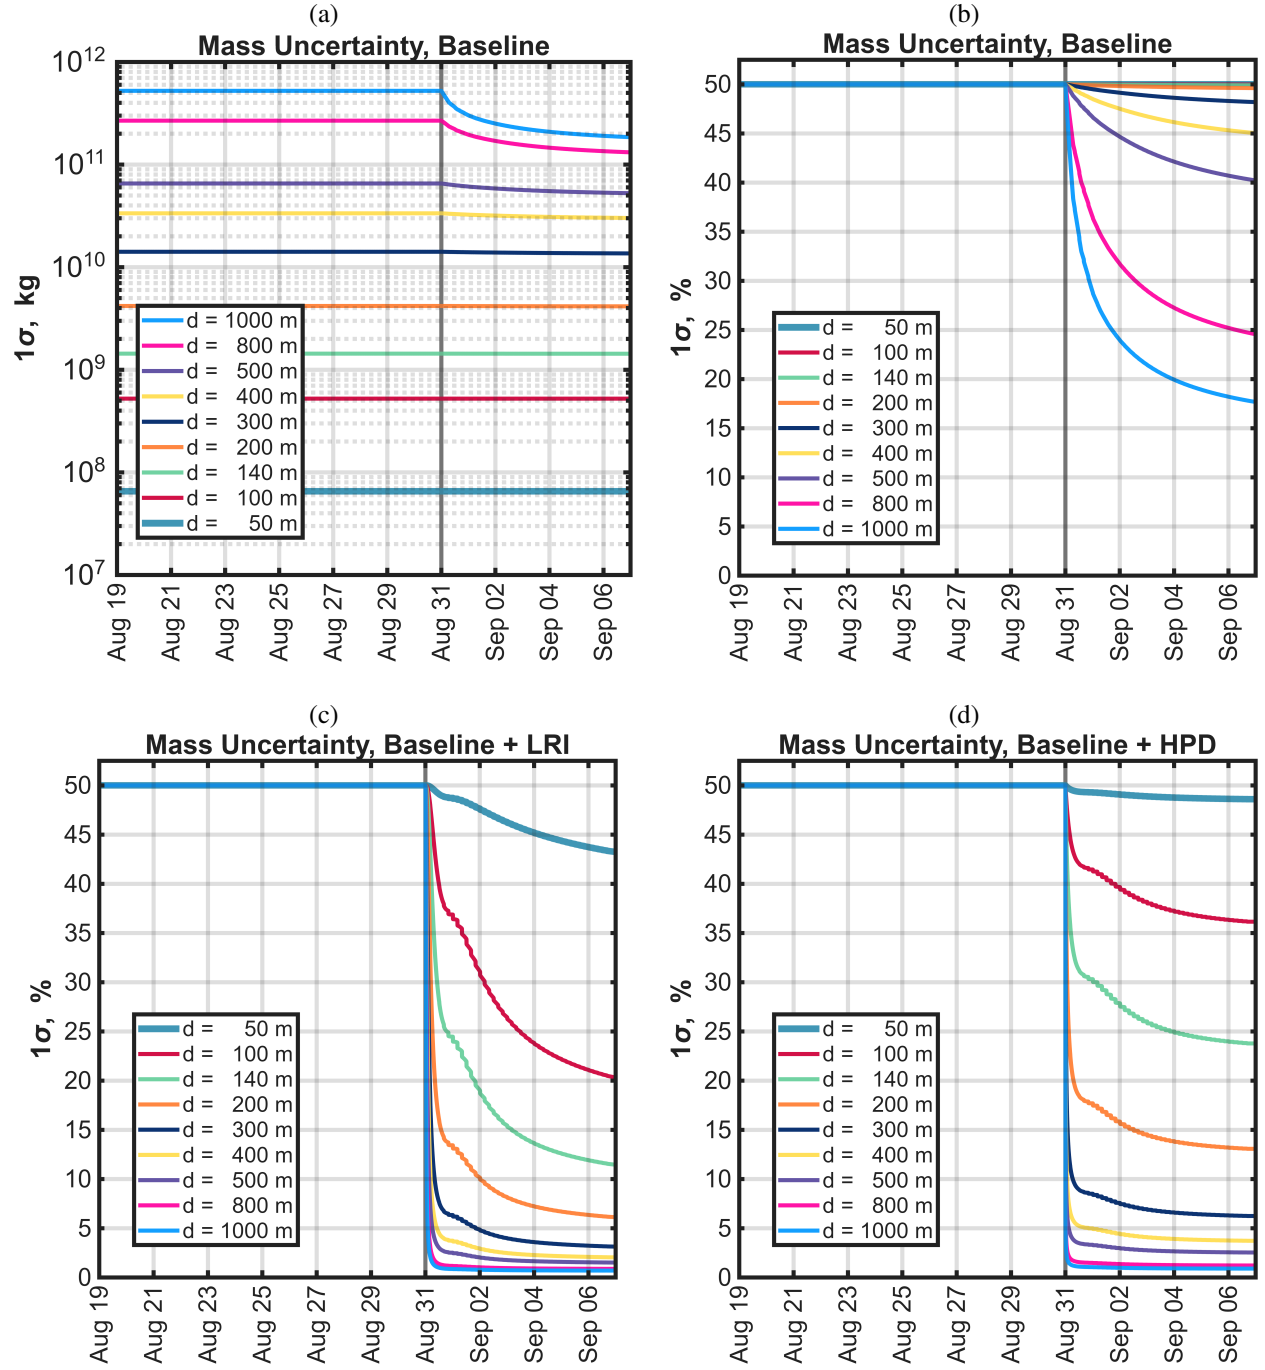 (a)
Mass Uncertainty, Baseline
1σ, kg
10^12
10^11
10^10
10^9
10^8
10^7
d = 1000 m
d = 800 m
d = 500 m
d = 400 m
d = 300 m
d = 200 m
d = 140 m
d = 100 m
d = 50 m
Aug 19
Aug 21
Aug 23
Aug 25
Aug 27
Aug 29
Aug 31
Sep 02
Sep 04
Sep 06
(b)
Mass Uncertainty, Baseline
1σ, %
50
45
40
35
30
25
20
15
10
5
0
d = 50 m
d = 100 m
d = 140 m
d = 200 m
d = 300 m
d = 400 m
d = 500 m
d = 800 m
d = 1000 m
Aug 19
Aug 21
Aug 23
Aug 25
Aug 27
Aug 29
Aug 31
Sep 02
Sep 04
Sep 06
(c)
Mass Uncertainty, Baseline + LRI
1σ, %
50
45
40
35
30
25
20
15
10
5
0
d = 50 m
d = 100 m
d = 140 m
d = 200 m
d = 300 m
d = 400 m
d = 500 m
d = 800 m
d = 1000 m
Aug 19
Aug 21
Aug 23
Aug 25
Aug 27
Aug 29
Aug 31
Sep 02
Sep 04
Sep 06
(d)
Mass Uncertainty, Baseline + HPD
1σ, %
50
45
40
35
30
25
20
15
10
5
0
d = 50 m
d = 100 m
d = 140 m
d = 200 m
d = 300 m
d = 400 m
d = 500 m
d = 800 m
d = 1000 m
Aug 19
Aug 21
Aug 23
Aug 25
Aug 27
Aug 29
Aug 31
Sep 02
Sep 04
Sep 06